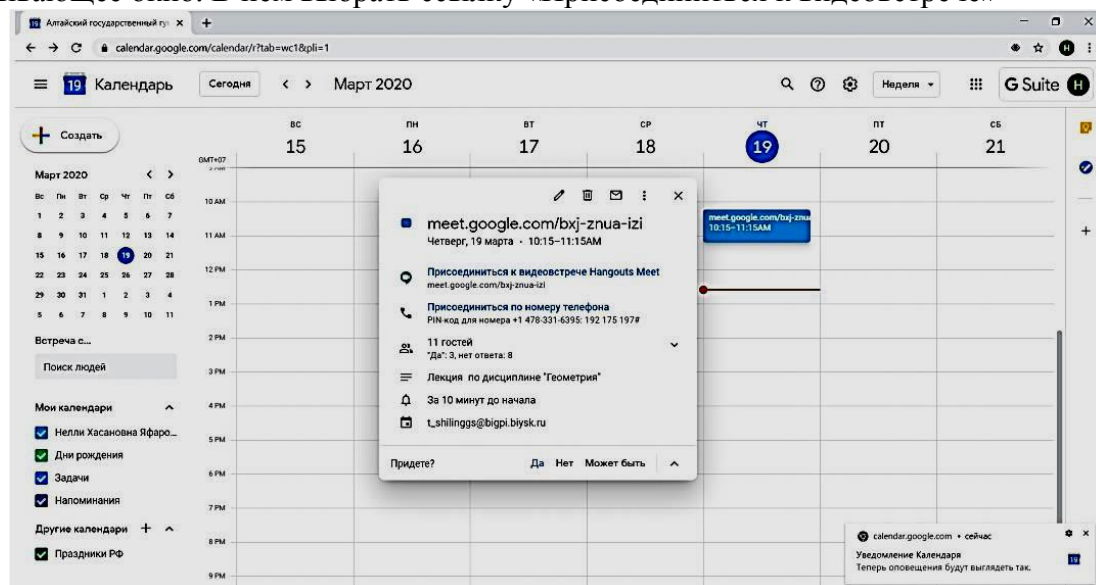 Алтайский государственный гу
calendar.google.com/calendar/r?tab=wc1&pli=1
19 Календарь
Сегодня
Март 2020
Неделя
G Suite
H
Создать
Март 2020
Вс Пн Вт Ср Чт Пт Сб
1 2 3 4 5 6 7
8 9 10 11 12 13 14
15 16 17 18 19 20 21
22 23 24 25 26 27 28
29 30 31 1 2 3 4
5 6 7 8 9 10 11
Встреча с...
Поиск людей
Мои календари
Нелли Хасановна Яфаро...
Дни рождения
Задачи
Напоминания
Другие календари
Праздники РФ
GMT+07
ВС ПН ВТ СР ЧТ ПТ СБ
15 16 17 18 19 20 21
10 AM
11 AM
12 PM
1 PM
2 PM
3 PM
4 PM
5 PM
6 PM
7 PM
8 PM
9 PM
meet.google.com/bxj-znua-izi
Четверг, 19 марта · 10:15–11:15AM
Присоединиться к видеовстрече Hangouts Meet
meet.google.com/bxj-znua-izi
Присоединиться по номеру телефона
PIN-код для номера +1 478-331-6395: 192 175 197#
11 гостей
"Да": 3, нет ответа: 8
Лекция по дисциплине "Геометрия"
За 10 минут до начала
t_shilinggs@bigpi.biysk.ru
Придете?
Да Нет Может быть
meet.google.com/bxj-znua
10:15–11:15AM
calendar.google.com • сейчас
Уведомление Календаря
Теперь оповещения будут выглядеть так.
19